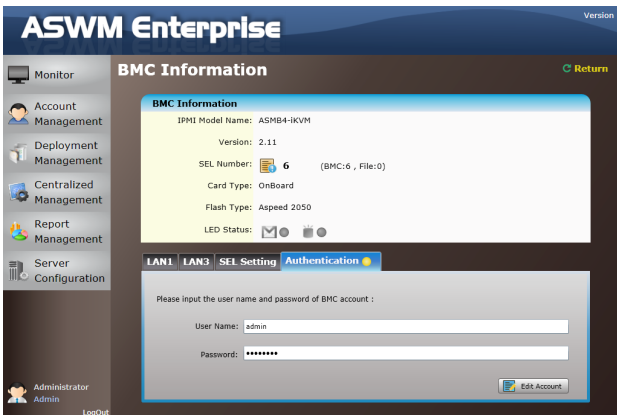 ASWM Enterprise
Version
Monitor
Account
Management
Deployment
Management
Centralized
Management
Report
Management
Server
Configuration
Administrator
Admin
LogOut
BMC Information
Return
BMC Information
IPMI Model Name: ASMB4-iKVM
Version: 2.11
SEL Number: 6 (BMC:6 , File:0)
Card Type: OnBoard
Flash Type: Aspeed 2050
LED Status:
LAN1 LAN3 SEL Setting Authentication
Please input the user name and password of BMC account :
User Name: admin
Password: ••••••••
Edit Account